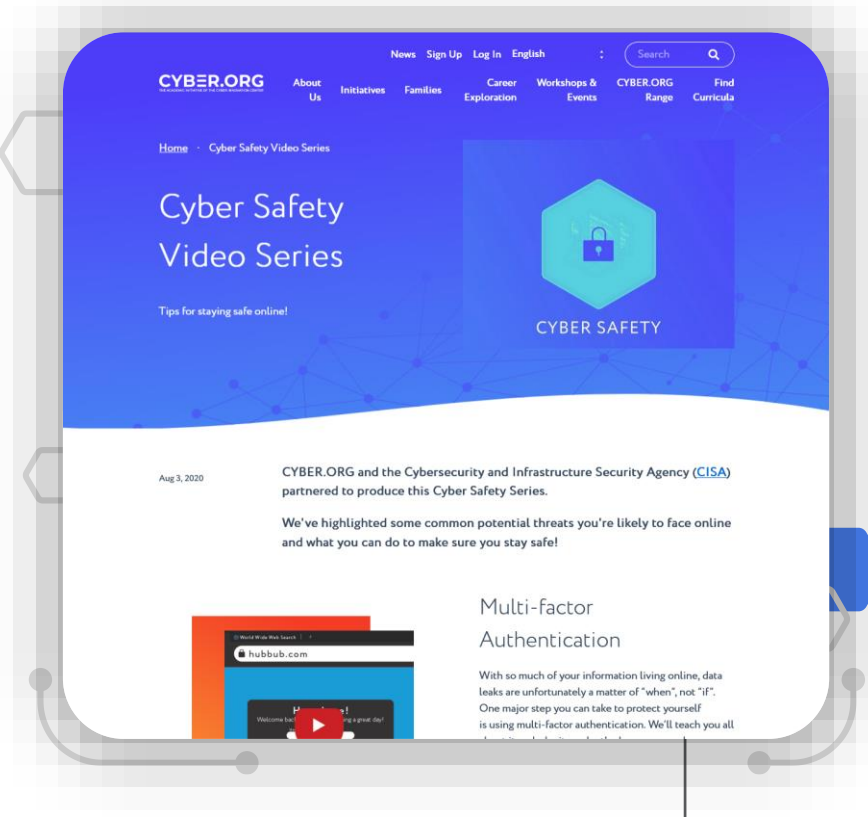 News Sign Up Log In English : Search
CYBER.ORG
About Us
Initiatives
Families
Career Exploration
Workshops & Events
CYBER.ORG Range
Find Curricula
Home · Cyber Safety Video Series
Cyber Safety
Video Series
Tips for staying safe online!
CYBER SAFETY
Aug 3, 2020
CYBER.ORG and the Cybersecurity and Infrastructure Security Agency (CISA)
partnered to produce this Cyber Safety Series.
We've highlighted some common potential threats you're likely to face online
and what you can do to make sure you stay safe!
World Wide Web Search
hubbub.com
Welcome
a great day!
Multi-factor
Authentication
With so much of your information living online, data
leaks are unfortunately a matter of "when", not "if".
One major step you can take to protect yourself
is using multi-factor authentication. We'll teach you all